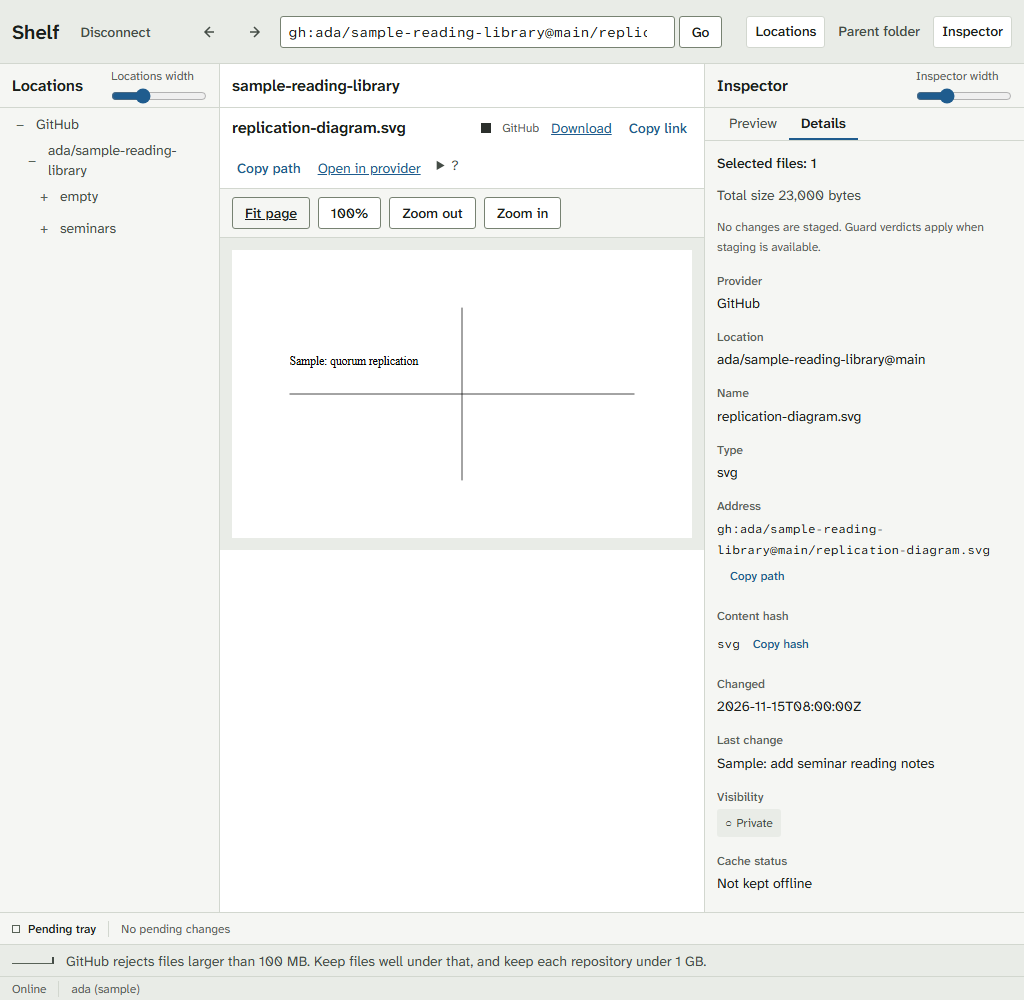 Shelf Disconnect ← → gh:ada/sample-reading-library@main/replic Go Locations Parent folder Inspector
Locations Locations width
− GitHub
− ada/sample-reading-
library
+ empty
+ seminars
sample-reading-library
replication-diagram.svg GitHub Download Copy link
Copy path Open in provider ▶ ?
Fit page 100% Zoom out Zoom in
Sample: quorum replication
Inspector Inspector width
Preview Details
Selected files: 1
Total size 23,000 bytes
No changes are staged. Guard verdicts apply when
staging is available.
Provider
GitHub
Location
ada/sample-reading-library@main
Name
replication-diagram.svg
Type
svg
Address
gh:ada/sample-reading-
library@main/replication-diagram.svg
Copy path
Content hash
svg Copy hash
Changed
2026-11-15T08:00:00Z
Last change
Sample: add seminar reading notes
Visibility
○ Private
Cache status
Not kept offline
Pending tray No pending changes
GitHub rejects files larger than 100 MB. Keep files well under that, and keep each repository under 1 GB.
Online ada (sample)